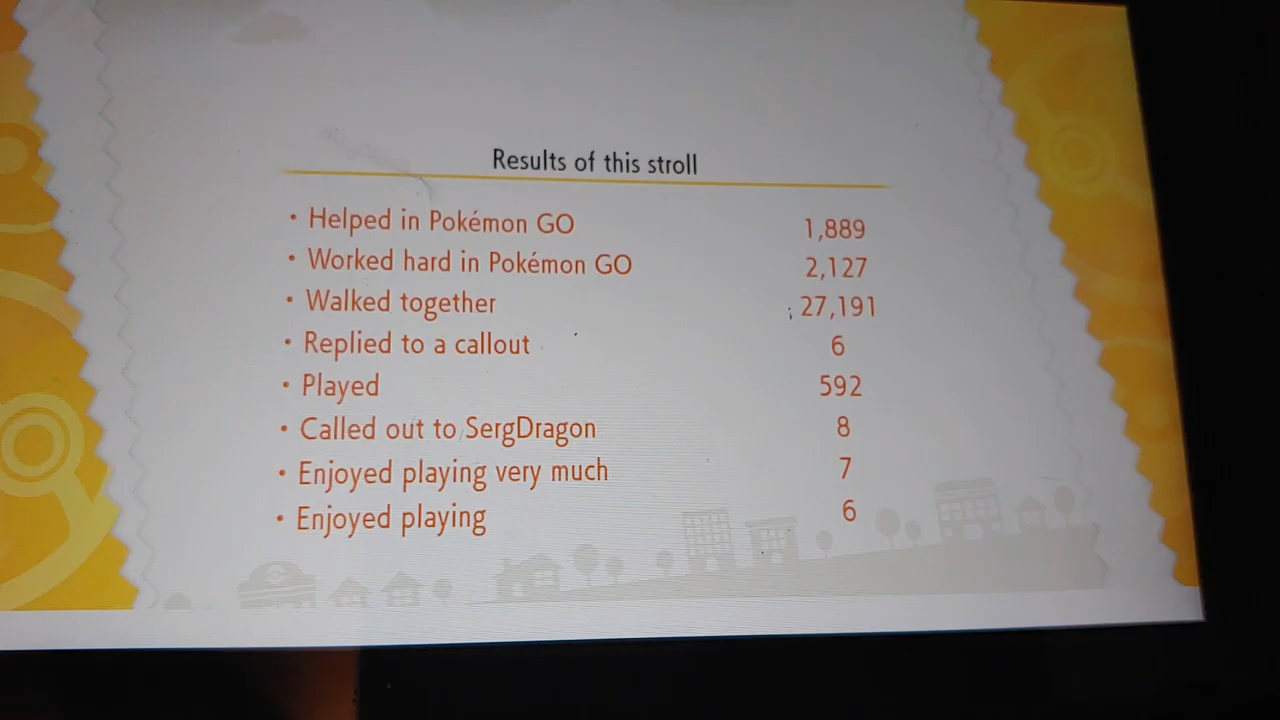 Results of this stroll
• Helped in Pokémon GO 1,889
• Worked hard in Pokémon GO 2,127
• Walked together 27,191
• Replied to a callout 6
• Played 592
• Called out to SergDragon 8
• Enjoyed playing very much 7
• Enjoyed playing 6